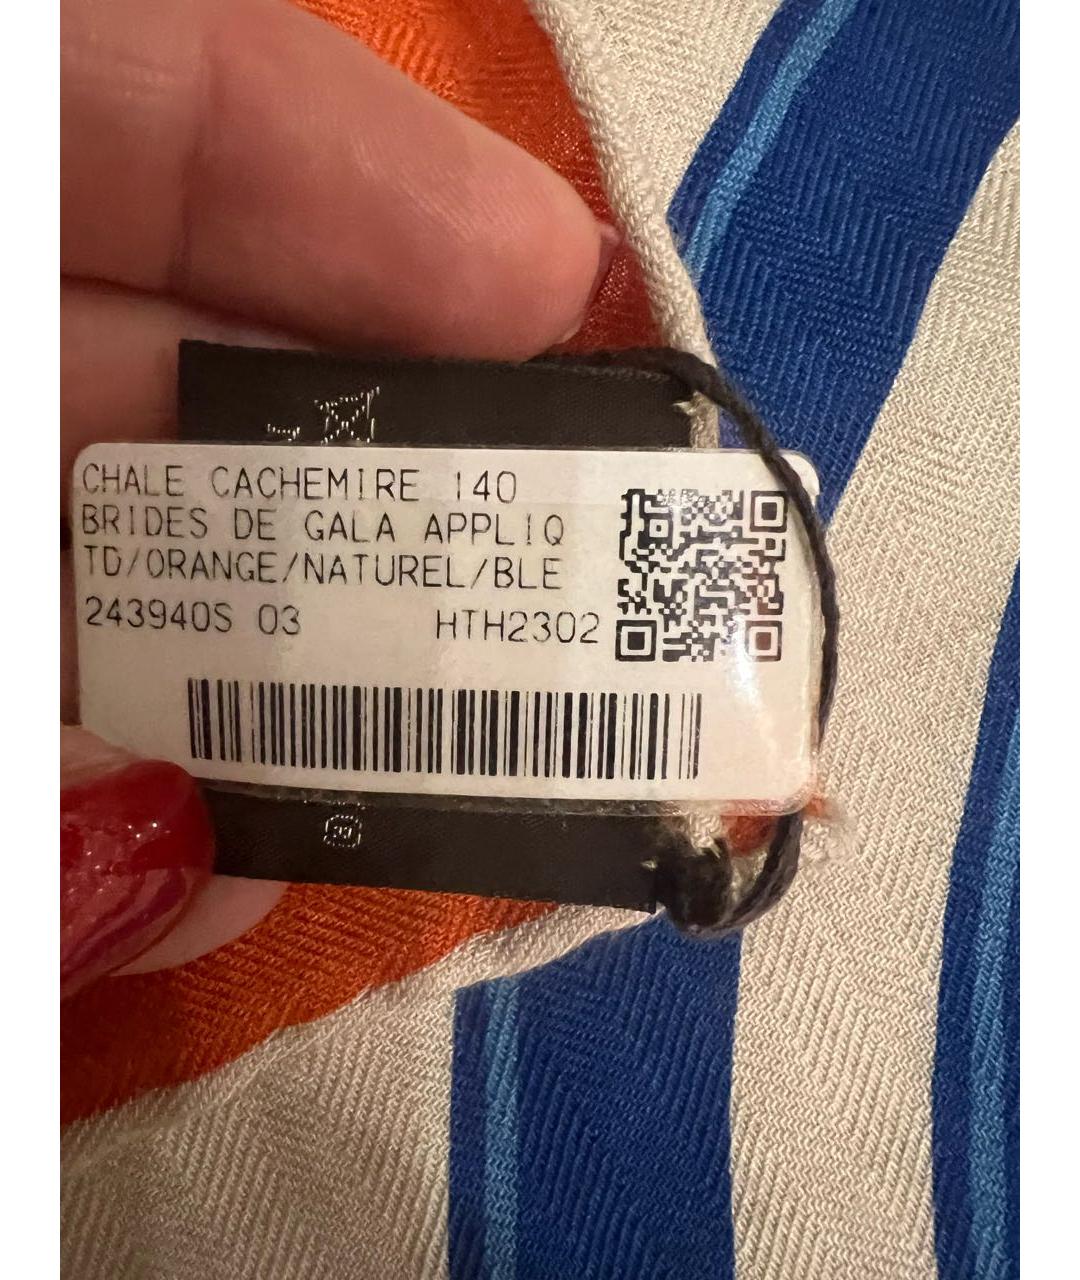 CHALE CACHEMIRE 140
BRIDES DE GALA APPLIQ
TD/ORANGE/NATUREL/BLE
243940S 03 HTH2302